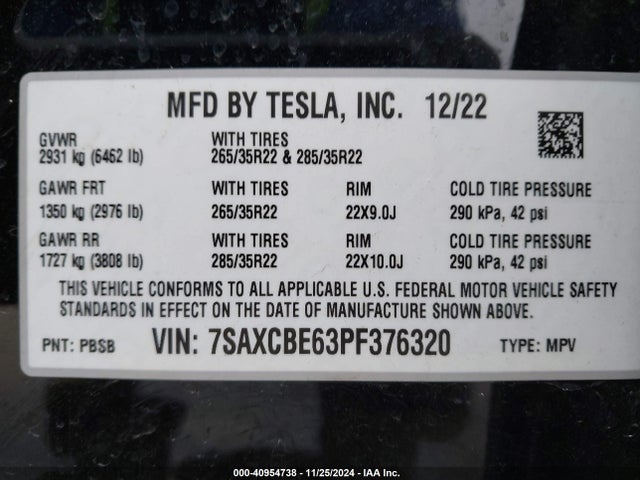 MFD BY TESLA, INC. 12/22
GVWR WITH TIRES
2931 kg (6462 lb) 265/35R22 & 285/35R22
GAWR FRT WITH TIRES RIM COLD TIRE PRESSURE
1350 kg (2976 lb) 265/35R22 22X9.0J 290 kPa, 42 psi
GAWR RR WITH TIRES RIM COLD TIRE PRESSURE
1727 kg (3808 lb) 285/35R22 22X10.0J 290 kPa, 42 psi
THIS VEHICLE CONFORMS TO ALL APPLICABLE U.S. FEDERAL MOTOR VEHICLE SAFETY
STANDARDS IN EFFECT ON THE DATE OF MANUFACTURE SHOWN ABOVE.
PNT: PBSB VIN: 7SAXCBE63PF376320 TYPE: MPV
000-40954738 - 11/25/2024 - IAA Inc.